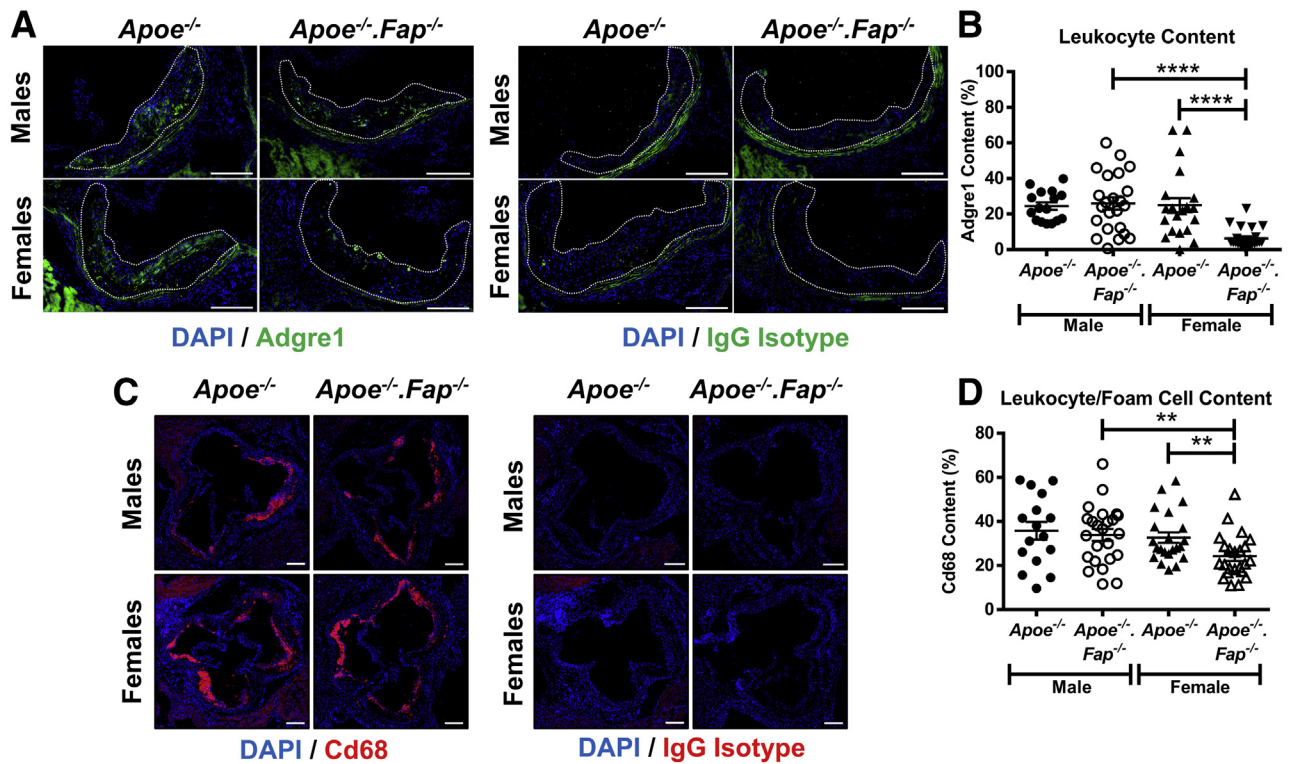 A
Apoe-/-
Apoe-/-.Fap-/-
Apoe-/-
Apoe-/-.Fap-/-
Males
Females
Males
Females
DAPI / Adgre1
DAPI / IgG Isotype
B
Leukocyte Content
Adgre1 Content (%)
100
80
60
40
20
0
****
****
Apoe-/-
Apoe-/-.
Fap-/-
Apoe-/-
Apoe-/-.
Fap-/-
Male
Female
C
Apoe-/-
Apoe-/-.Fap-/-
Apoe-/-
Apoe-/-.Fap-/-
Males
Females
Males
Females
DAPI / Cd68
DAPI / IgG Isotype
D
Leukocyte/Foam Cell Content
Cd68 Content (%)
80
60
40
20
0
**
**
Apoe-/-
Apoe-/-.
Fap-/-
Apoe-/-
Apoe-/-.
Fap-/-
Male
Female